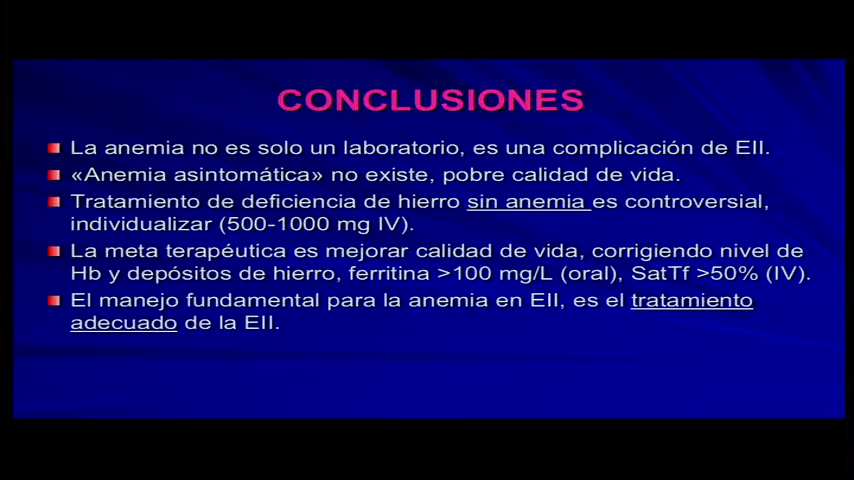 CONCLUSIONES
La anemia no es solo un laboratorio, es una complicación de EII.
«Anemia asintomática» no existe, pobre calidad de vida.
Tratamiento de deficiencia de hierro sin anemia es controversial,
individualizar (500-1000 mg IV).
La meta terapéutica es mejorar calidad de vida, corrigiendo nivel de
Hb y depósitos de hierro, ferritina >100 mg/L (oral), SatTf >50% (IV).
El manejo fundamental para la anemia en EII, es el tratamiento
adecuado de la EII.